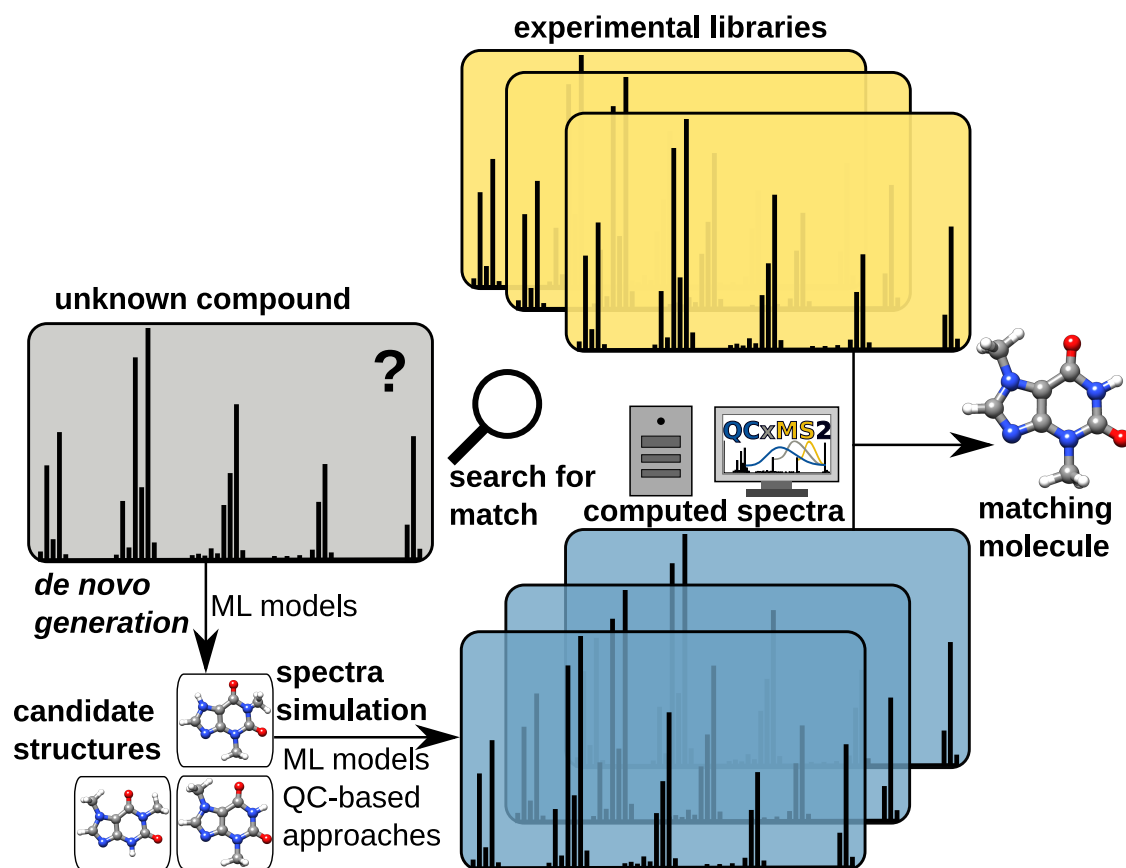 experimental libraries
unknown compound
?
search for
match
QCxMS2
computed spectra
matching
molecule
de novo
generation
ML models
candidate
structures
spectra
simulation
ML models
QC-based
approaches